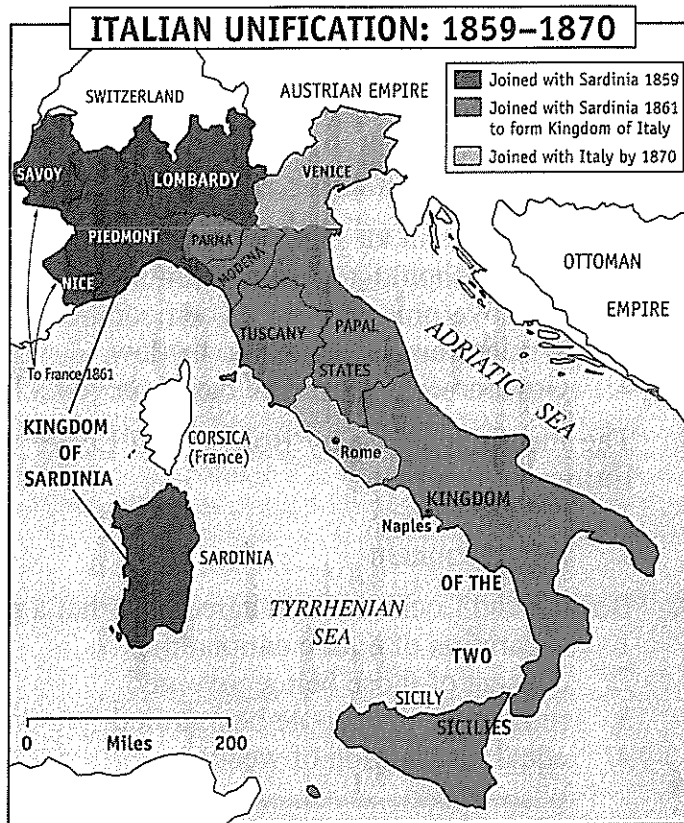 ITALIAN UNIFICATION: 1859–1870
Joined with Sardinia 1859
Joined with Sardinia 1861
to form Kingdom of Italy
Joined with Italy by 1870
SWITZERLAND
AUSTRIAN EMPIRE
SAVOY
LOMBARDY
VENICE
PIEDMONT
PARMA
MODENA
NICE
OTTOMAN
EMPIRE
TUSCANY
PAPAL
STATES
ADRIATIC SEA
To France 1861
KINGDOM
OF
SARDINIA
CORSICA
(France)
Rome
KINGDOM
Naples
SARDINIA
OF THE
TYRRHENIAN
SEA
TWO
SICILY
SICILIES
0 Miles 200